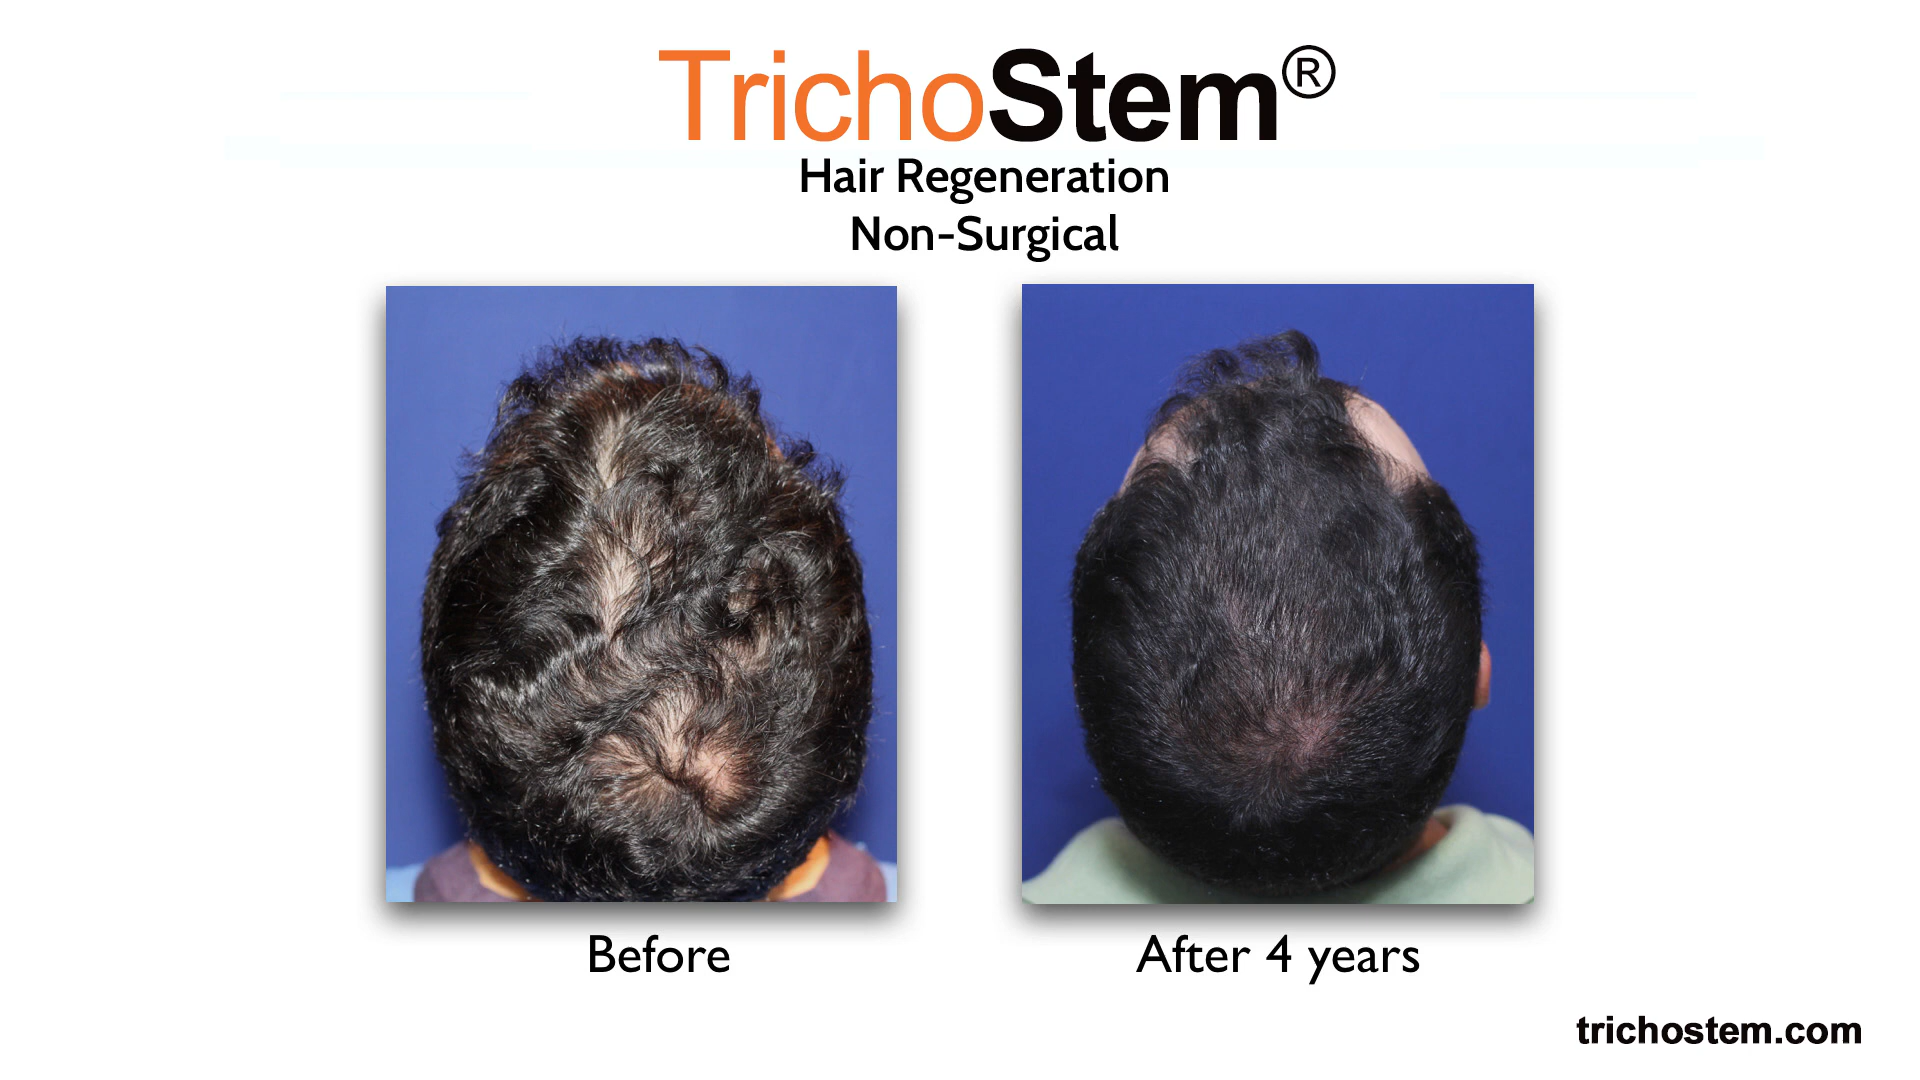 TrichoStem®
Hair Regeneration
Non-Surgical
Before
After 4 years
trichostem.com